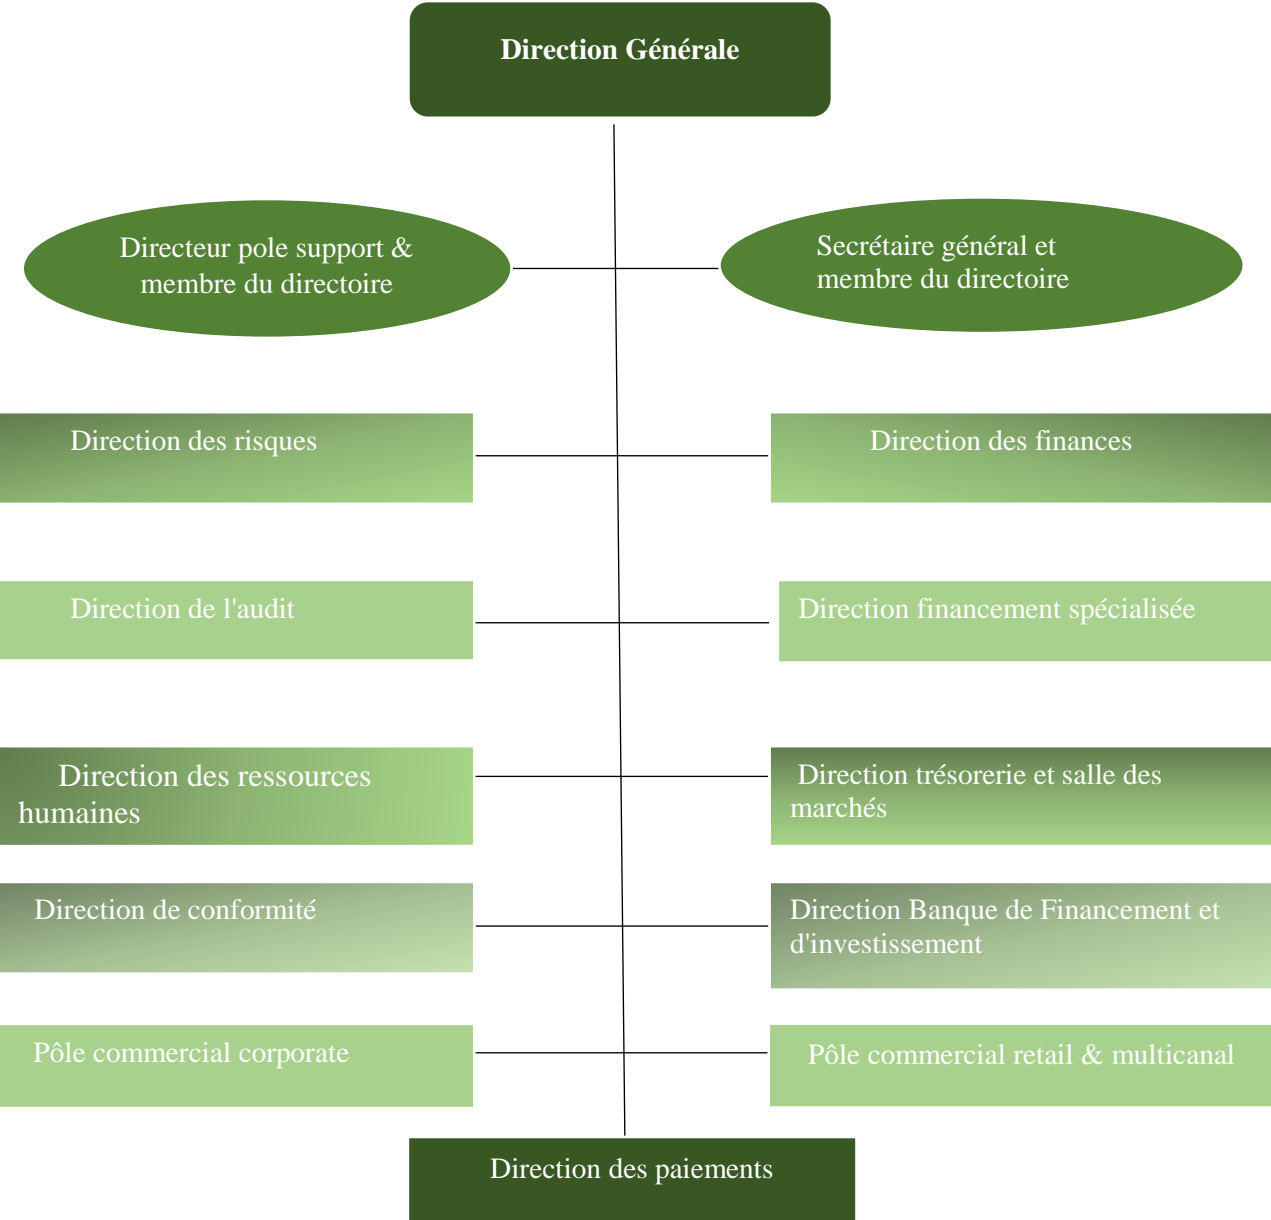 Direction Générale
Directeur pole support &
membre du directoire
Secrétaire général et
membre du directoire
Direction des risques
Direction des finances
Direction de l'audit
Direction financement spécialisée
Direction des ressources
humaines
Direction trésorerie et salle des
marchés
Direction de conformité
Direction Banque de Financement et
d'investissement
Pôle commercial corporate
Pôle commercial retail & multicanal
Direction des paiements